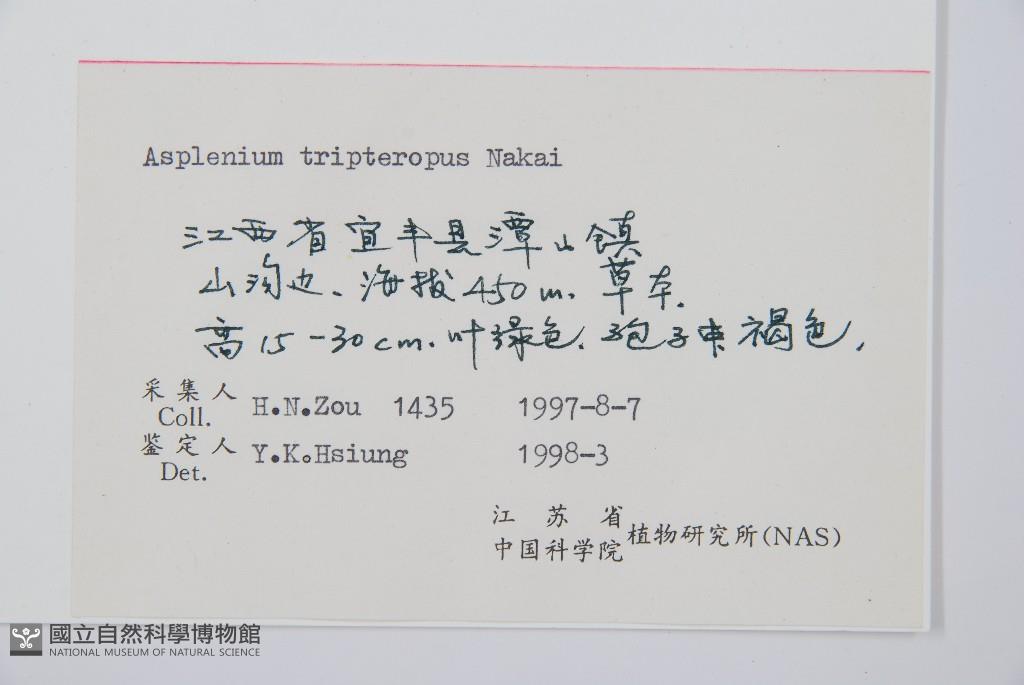 Asplenium tripteropus Nakai
江西省宜丰县潭山镇
山沟边、海拔450m. 草本.
高15-30cm.叶绿色.孢子束褐色,
采集人 H.N.Zou 1435 1997-8-7
Coll.
鉴定人 Y.K.Hsiung 1998-3
Det.
江苏省
中国科学院植物研究所(NAS)
國立自然科學博物館
NATIONAL MUSEUM OF NATURAL SCIENCE